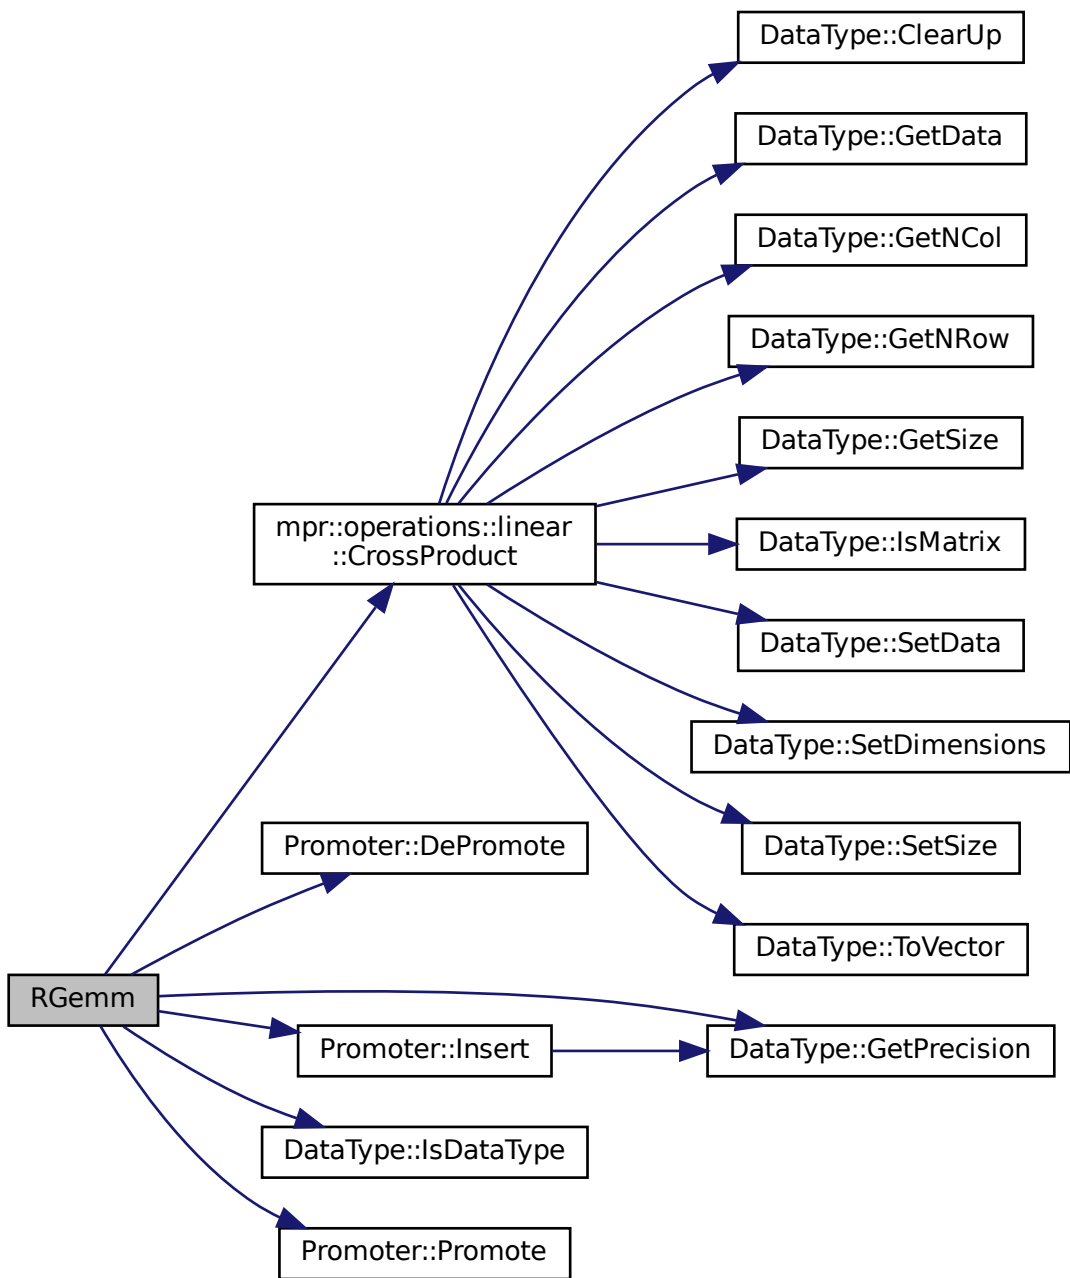 DataType::ClearUp
DataType::GetData
DataType::GetNCol
DataType::GetNRow
DataType::GetSize
mpr::operations::linear
::CrossProduct
DataType::IsMatrix
DataType::SetData
DataType::SetDimensions
Promoter::DePromote
DataType::SetSize
DataType::ToVector
RGemm
Promoter::Insert
DataType::GetPrecision
DataType::IsDataType
Promoter::Promote